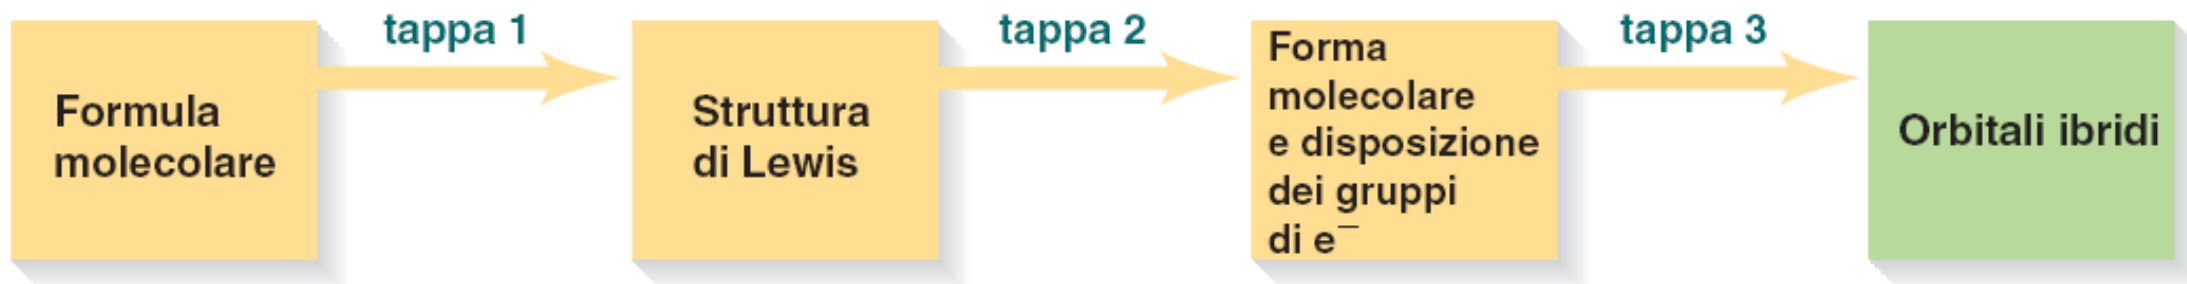 tappa 1
tappa 2
tappa 3
Formula
molecolare
Struttura
di Lewis
Forma
molecolare
e disposizione
dei gruppi
di e⁻
Orbitali ibridi